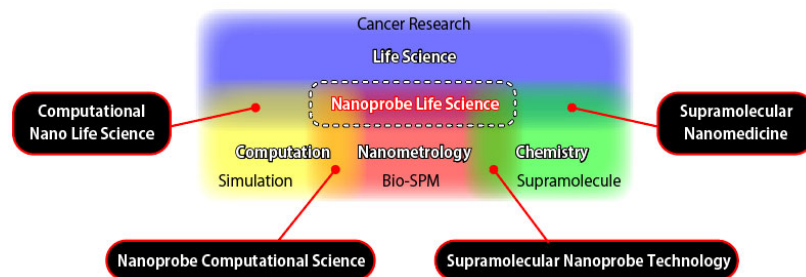 Cancer Research
Life Science
Nanoprobe Life Science
Computational
Nano Life Science
Supramolecular
Nanomedicine
Computation
Nanometrology
Chemistry
Simulation
Bio-SPM
Supramolecule
Nanoprobe Computational Science
Supramolecular Nanoprobe Technology